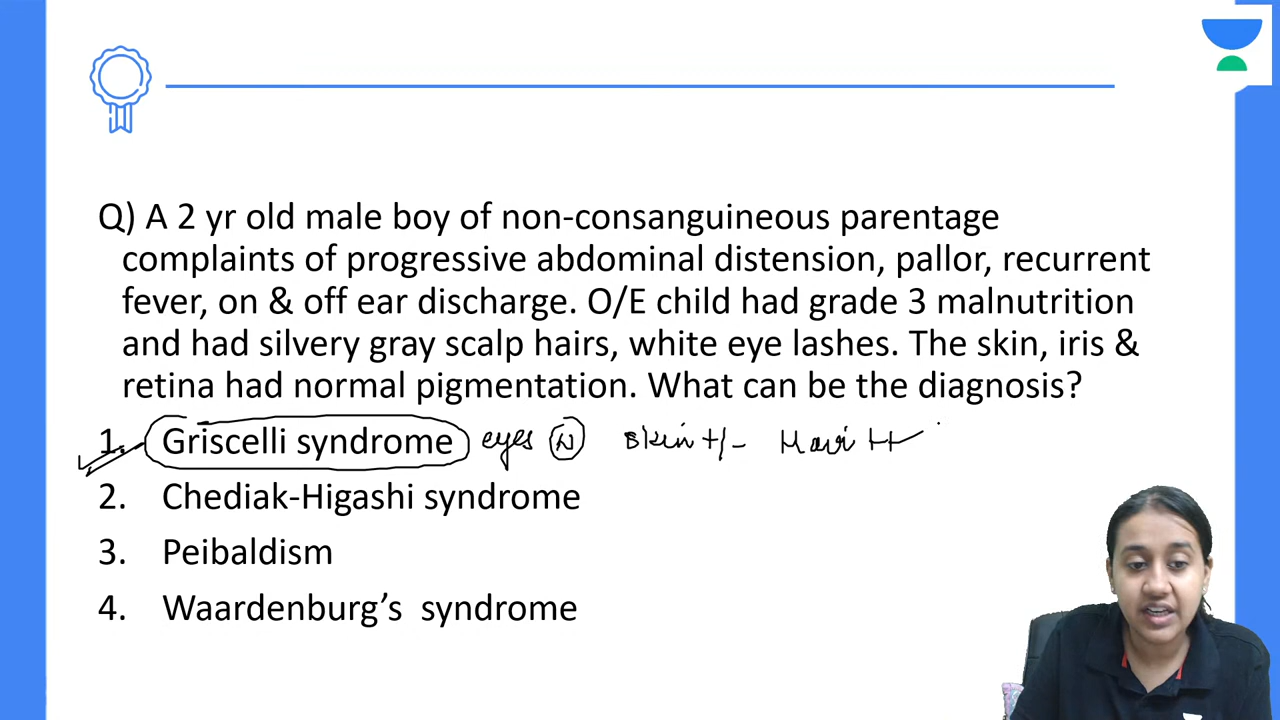 Q) A 2 yr old male boy of non-consanguineous parentage
complaints of progressive abdominal distension, pallor, recurrent
fever, on & off ear discharge. O/E child had grade 3 malnutrition
and had silvery gray scalp hairs, white eye lashes. The skin, iris &
retina had normal pigmentation. What can be the diagnosis?
1. Griscelli syndrome eyes N skin +/- Hair ++
2. Chediak-Higashi syndrome
3. Peibaldism
4. Waardenburg’s syndrome